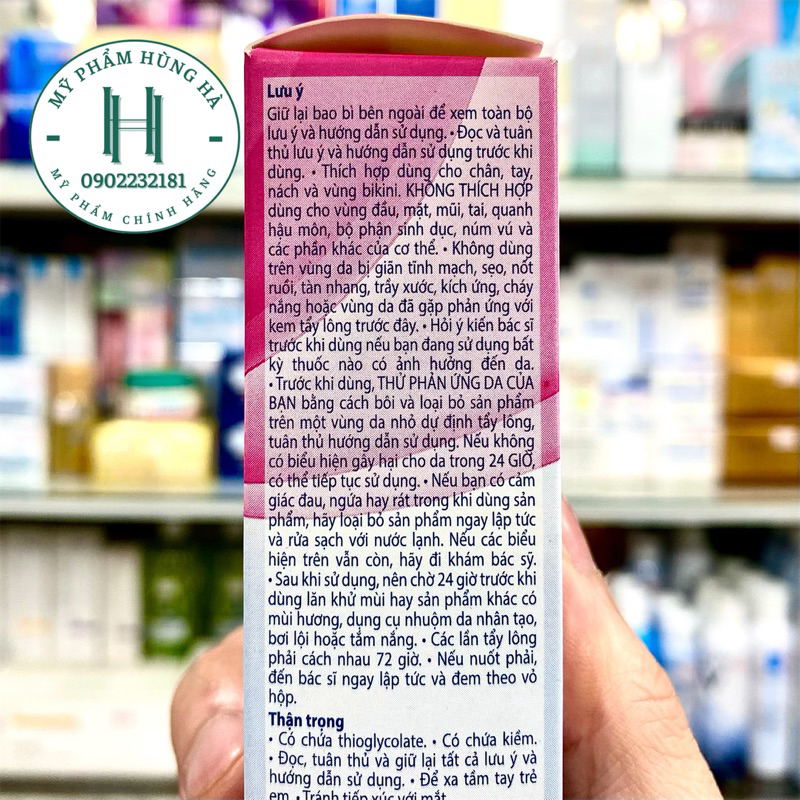 MỸ PHẨM HÙNG HÀ
H
0902232181
MỸ PHẨM CHÍNH HÃNG
Lưu ý
Giữ lại bao bì bên ngoài để xem toàn bộ
lưu ý và hướng dẫn sử dụng. • Đọc và tuân
thủ lưu ý và hướng dẫn sử dụng trước khi
dùng. • Thích hợp dùng cho chân, tay,
nách và vùng bikini. KHÔNG THÍCH HỢP
dùng cho vùng đầu, mặt, mũi, tai, quanh
hậu môn, bộ phận sinh dục, núm vú và
các phần khác của cơ thể. • Không dùng
trên vùng da bị giãn tĩnh mạch, sẹo, nốt
ruồi, tàn nhang, trầy xước, kích ứng, cháy
nắng hoặc vùng da đã gặp phản ứng với
kem tẩy lông trước đây. • Hỏi ý kiến bác sĩ
trước khi dùng nếu bạn đang sử dụng bất
kỳ thuốc nào có ảnh hưởng đến da.
• Trước khi dùng, THỬ PHẢN ỨNG DA CỦA
BẠN bằng cách bôi và loại bỏ sản phẩm
trên một vùng da nhỏ dự định tẩy lông,
tuân thủ hướng dẫn sử dụng. Nếu không
có biểu hiện gây hại cho da trong 24 GIỜ,
có thể tiếp tục sử dụng. • Nếu bạn có cảm
giác đau, ngứa hay rát trong khi dùng sản
phẩm, hãy loại bỏ sản phẩm ngay lập tức
và rửa sạch với nước lạnh. Nếu các biểu
hiện trên vẫn còn, hãy đi khám bác sỹ.
• Sau khi sử dụng, nên chờ 24 giờ trước khi
dùng lăn khử mùi hay sản phẩm khác có
mùi hương, dụng cụ nhuộm da nhân tạo,
bơi lội hoặc tắm nắng. • Các lần tẩy lông
phải cách nhau 72 giờ. • Nếu nuốt phải,
đến bác sĩ ngay lập tức và đem theo vỏ
hộp.
Thận trọng
• Có chứa thioglycolate. • Có chứa kiềm.
• Đọc, tuân thủ và giữ lại tất cả lưu ý và
hướng dẫn sử dụng. • Để xa tầm tay trẻ
em. • Tránh tiếp xúc với mắt